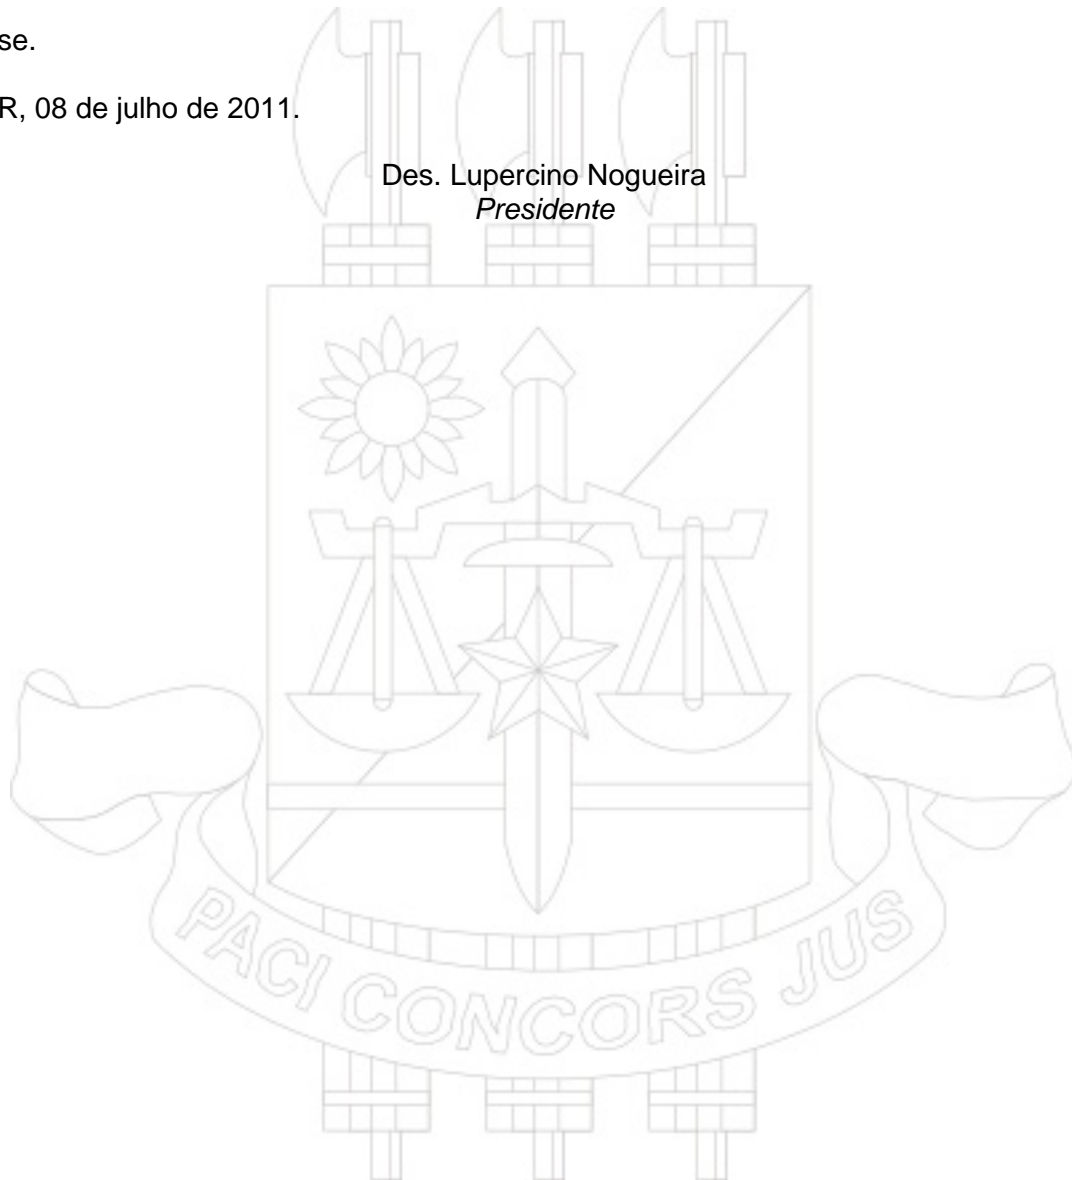 se.
R, 08 de julho de 2011.
Des. Lupercino Nogueira
Presidente
PACI CONCORS JUS